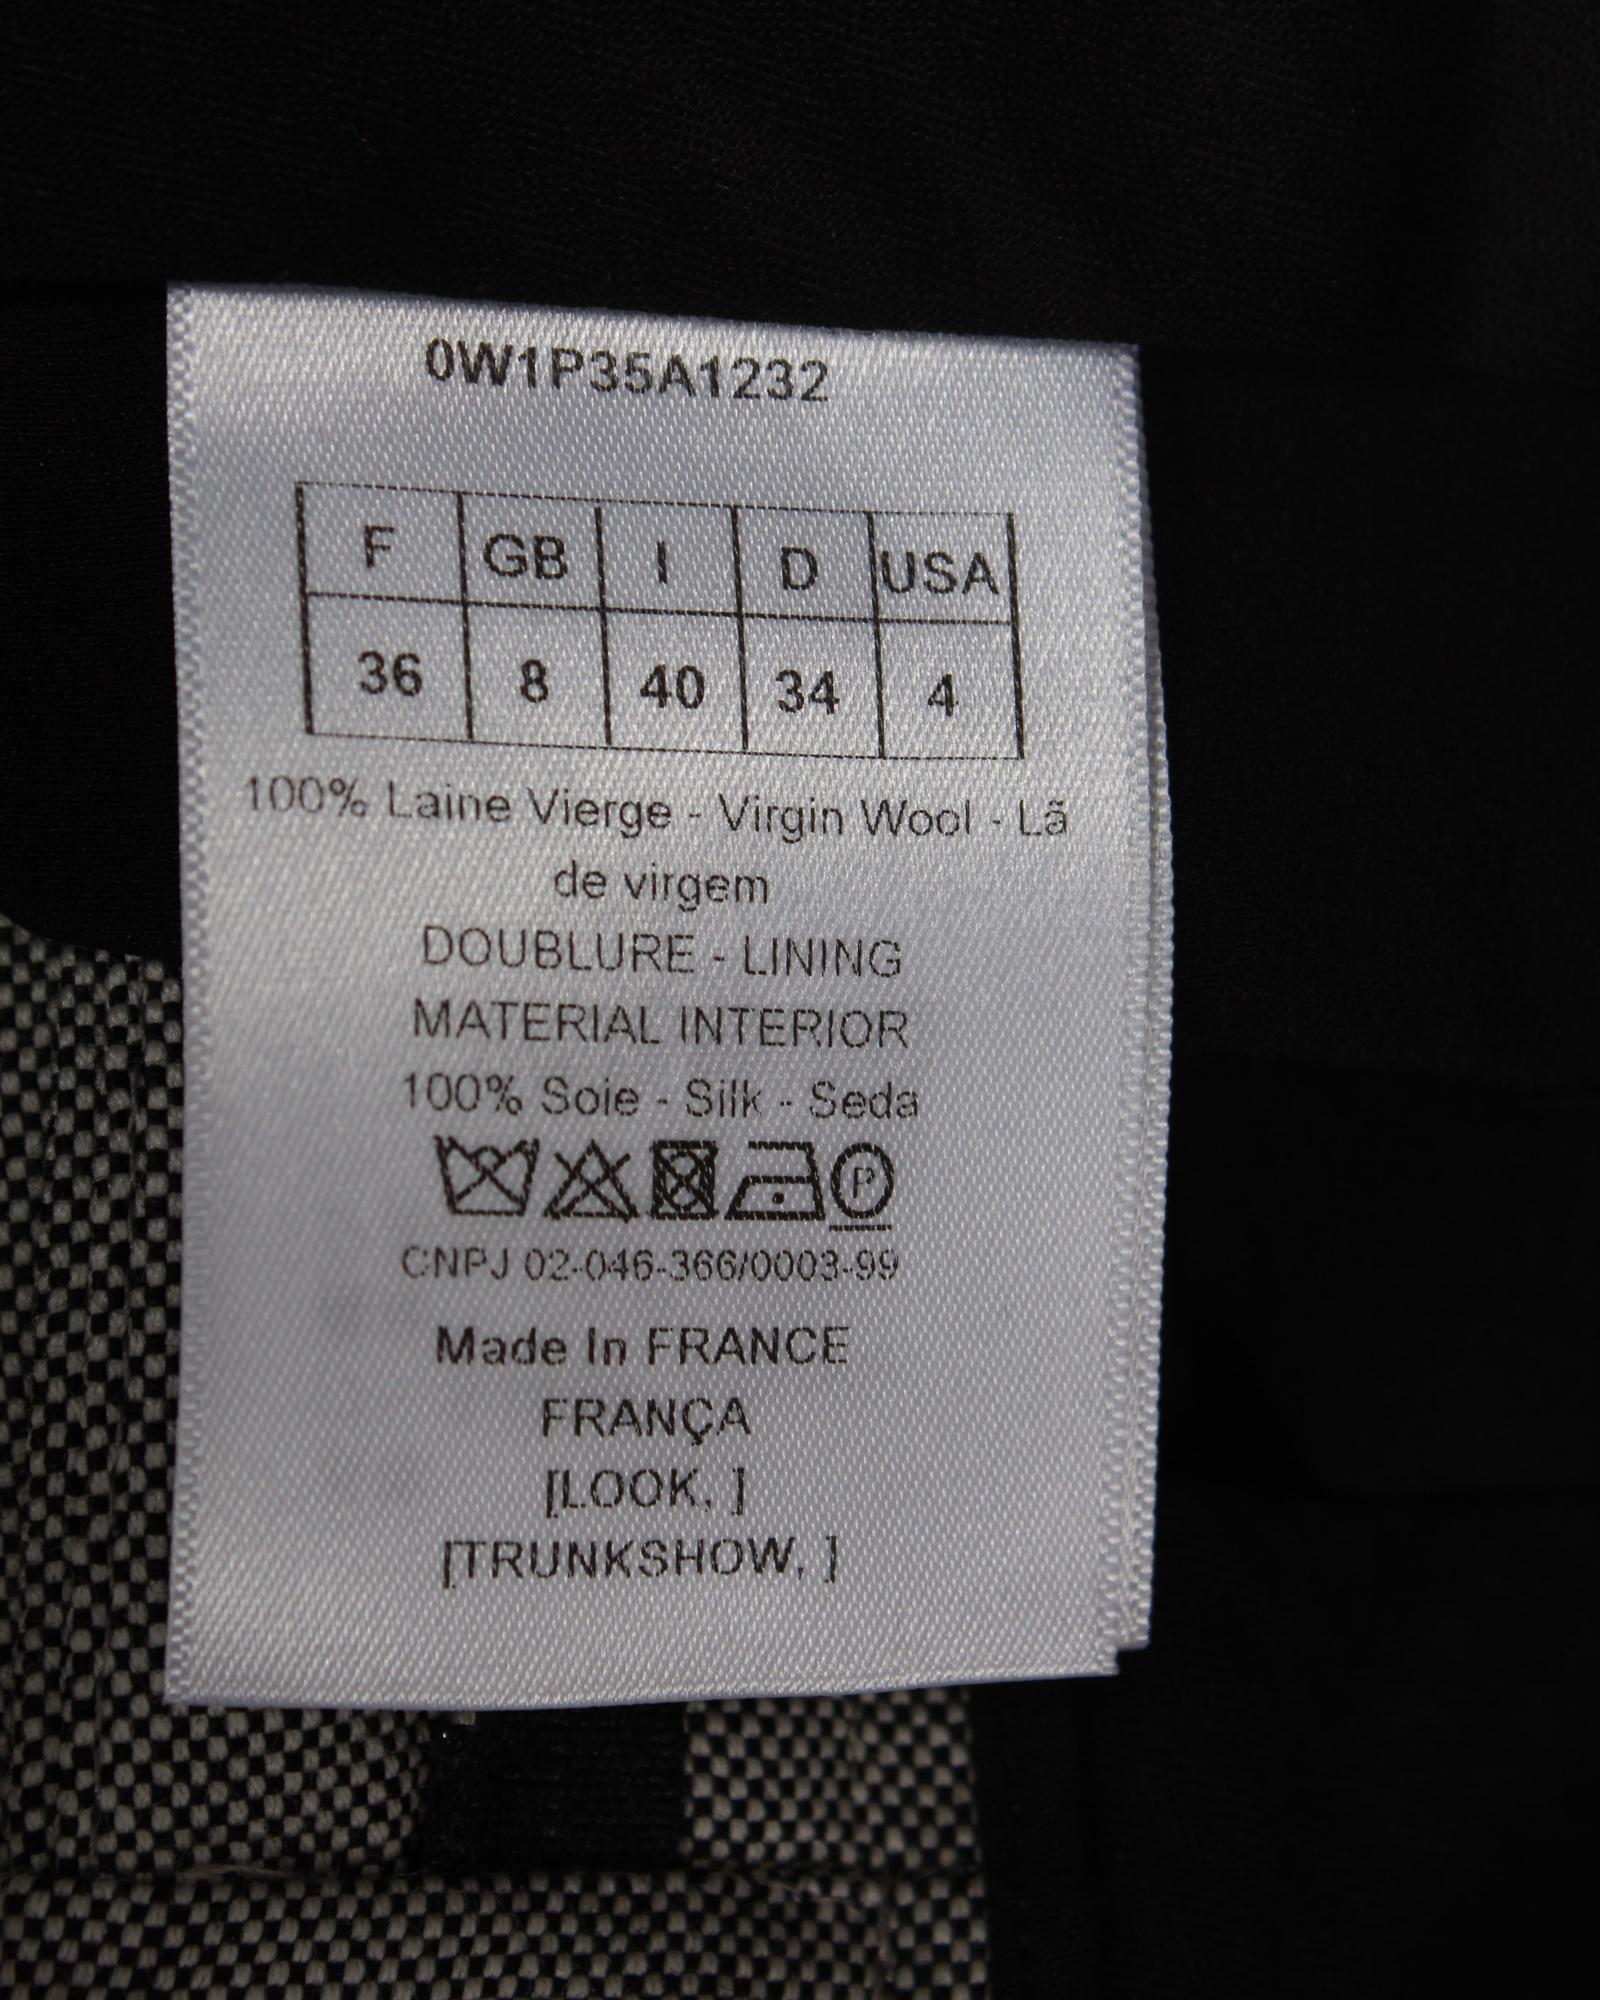 0W1P35A1232
F GB I D USA
36 8 40 34 4
100% Laine Vierge - Virgin Wool - Lã
de virgem
DOUBLURE - LINING
MATERIAL INTERIOR
100% Soie - Silk - Seda
P
CNPJ 02-046-366/0003-99
Made In FRANCE
FRANÇA
[LOOK, ]
[TRUNKSHOW, ]